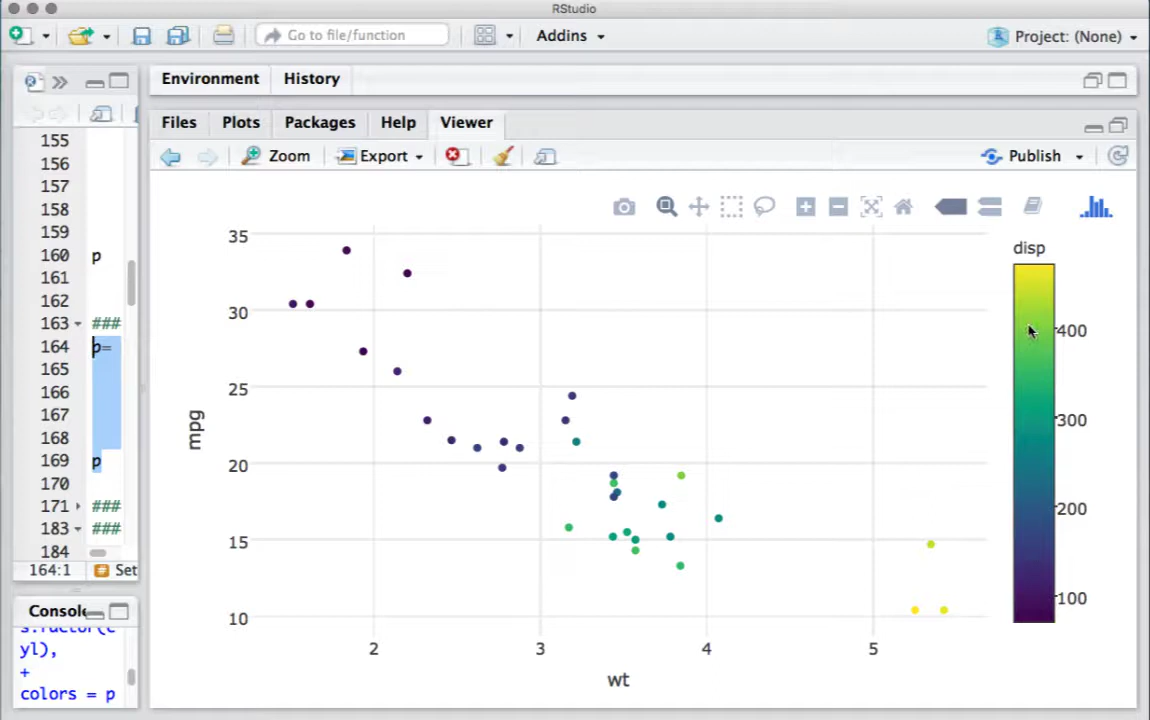 RStudio
Go to file/function
Addins
Project: (None)
Environment History
Files Plots Packages Help Viewer
Zoom Export Publish
155
156
157
158
159
160 p
161
162
163 ###
164 p=
165
166
167
168
169 p
170
171 ###
183 ###
184
164:1 Set
Console
yl),
+
colors = p
35
30
25
20
15
10
mpg
2 3 4 5
wt
disp
400
300
200
100